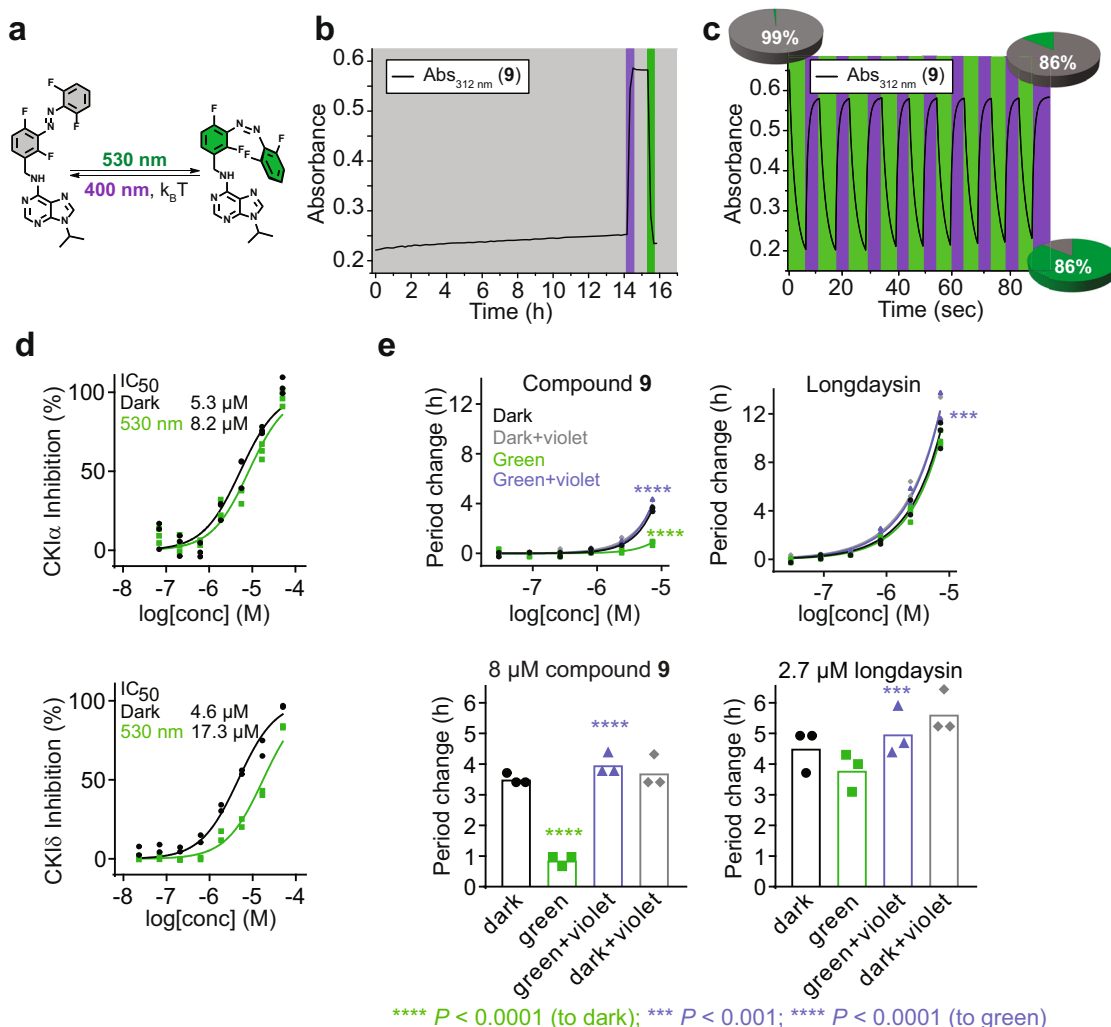 a
F
F
N
N
F
F
NH
N
N
N
N
530 nm
400 nm, kBT
F
N
N
F
F
F
NH
N
N
N
N
b
Abs312 nm (9)
Absorbance
0.6
0.5
0.4
0.3
0.2
0 2 4 6 8 10 12 14 16
Time (h)
c
99%
86%
86%
Abs312 nm (9)
Absorbance
0.6
0.5
0.4
0.3
0.2
0 20 40 60 80
Time (sec)
d
IC50
Dark 5.3 µM
530 nm 8.2 µM
CKIα Inhibition (%)
100
50
0
-8 -7 -6 -5 -4
log[conc] (M)
IC50
Dark 4.6 µM
530 nm 17.3 µM
CKIδ Inhibition (%)
100
50
0
-8 -7 -6 -5 -4
log[conc] (M)
e
Compound 9
Dark
Dark+violet
Green
Green+violet
****
****
Period change (h)
12
8
4
0
-7 -6 -5
log[conc] (M)
Longdaysin
***
Period change (h)
12
8
4
0
-7 -6 -5
log[conc] (M)
8 µM compound 9
****
****
Period change (h)
6
5
4
3
2
1
0
dark
green
green+violet
dark+violet
2.7 µM longdaysin
***
Period change (h)
6
5
4
3
2
1
0
dark
green
green+violet
dark+violet
**** P < 0.0001 (to dark); *** P < 0.001; **** P < 0.0001 (to green)